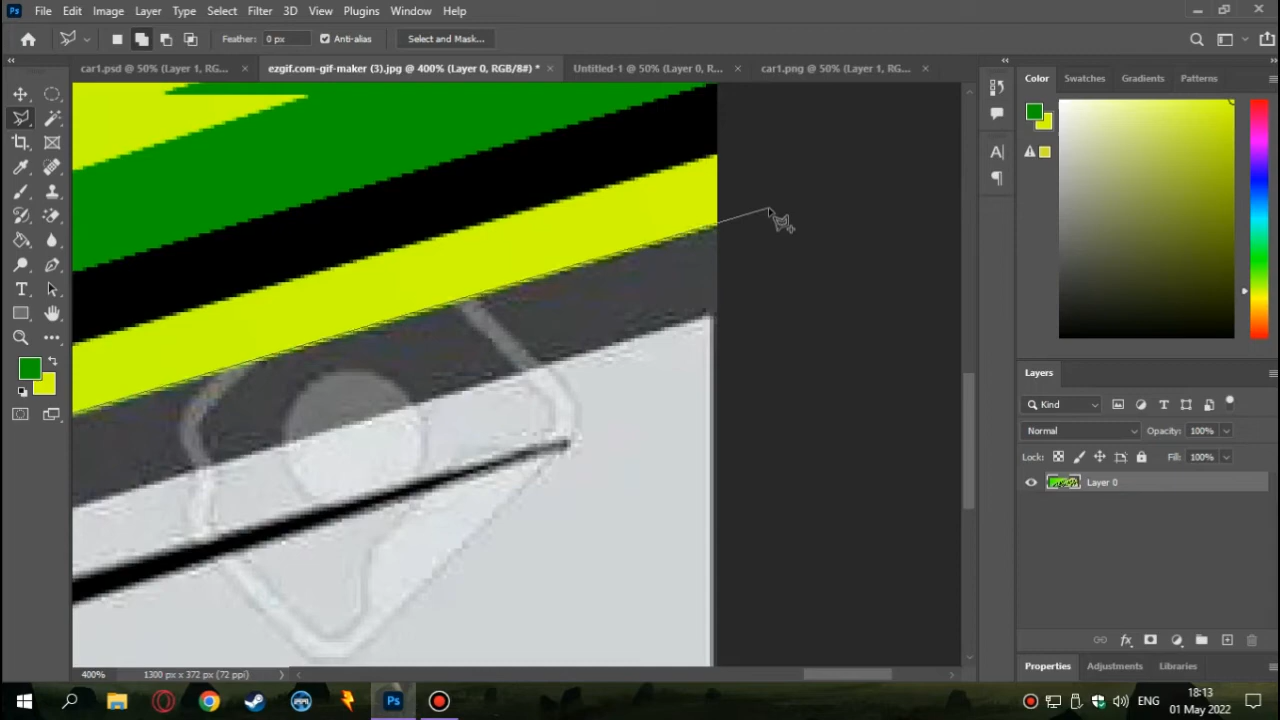 Ps File Edit Image Layer Type Select Filter 3D View Plugins Window Help
Feather: 0 px Anti-alias Select and Mask...
car1.psd @ 50% (Layer 1, RG... × ezgif.com-gif-maker (3).jpg @ 400% (Layer 0, RGB/8#) * × Untitled-1 @ 50% (Layer 0, R... × car1.png @ 50% (Layer 1, RG... ×
Color Swatches Gradients Patterns
Layers
Kind
Normal Opacity: 100%
Lock: Fill: 100%
Layer 0
fx
Properties Adjustments Libraries
400% 1300 px x 372 px (72 ppi)
Ps ENG 18:13
01 May 2022